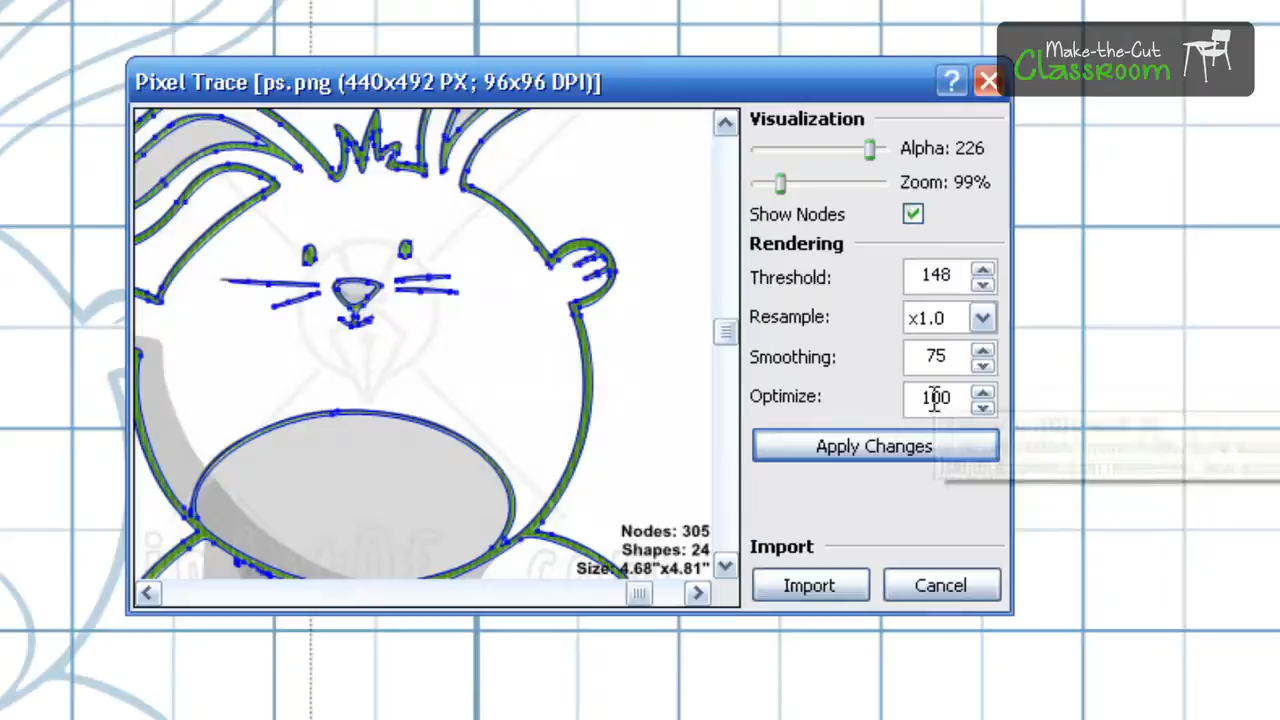 Make-the-Cut
Classroom
Pixel Trace [ps.png (440x492 PX; 96x96 DPI)]
?
Visualization
Alpha: 226
Zoom: 99%
Show Nodes
Rendering
Threshold: 148
Resample: x1.0
Smoothing: 75
Optimize: 100
Apply Changes
Nodes: 305
Shapes: 24
Size: 4.68"x4.81"
Import
Import Cancel